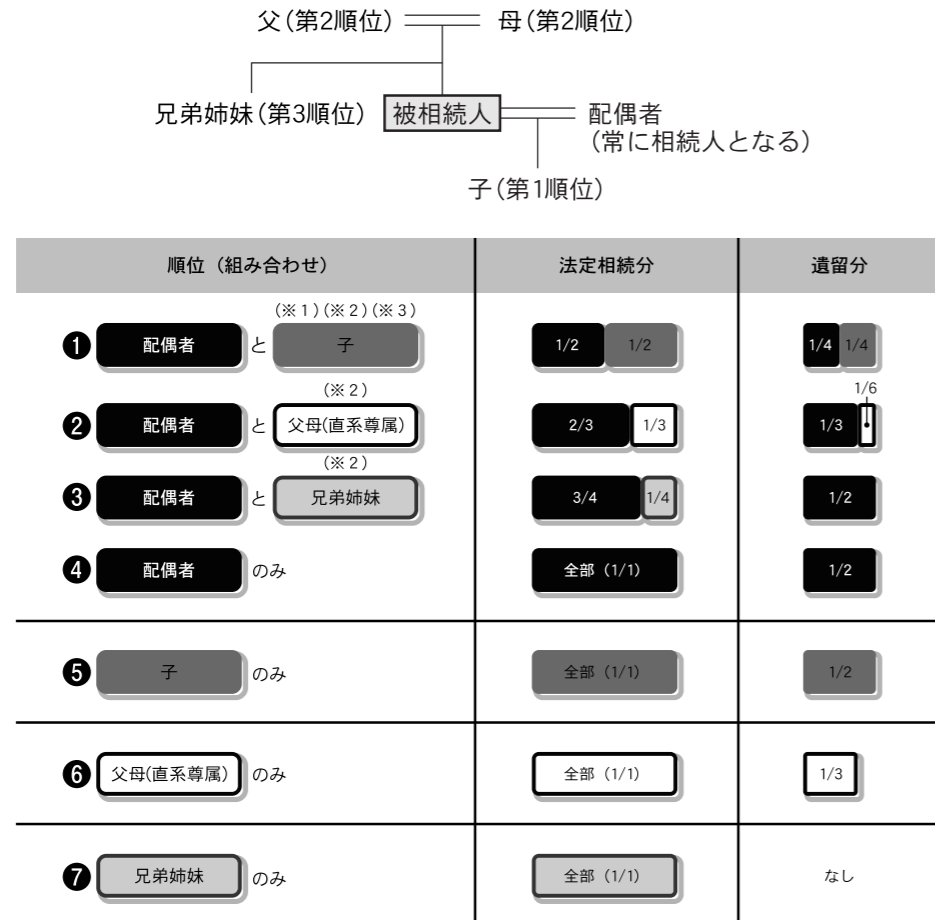 父(第2順位) 母(第2順位)
兄弟姉妹(第3順位) 被相続人 配偶者
(常に相続人となる)
子(第1順位)
順位(組み合わせ) 法定相続分 遺留分
(※1)(※2)(※3)
❶ 配偶者 と 子 1/2 1/2 1/4 1/4
(※2) 1/6
❷ 配偶者 と 父母(直系尊属) 2/3 1/3 1/3
(※2)
❸ 配偶者 と 兄弟姉妹 3/4 1/4 1/2
❹ 配偶者 のみ 全部(1/1) 1/2
❺ 子 のみ 全部(1/1) 1/2
❻ 父母(直系尊属) のみ 全部(1/1) 1/3
❼ 兄弟姉妹 のみ 全部(1/1) なし